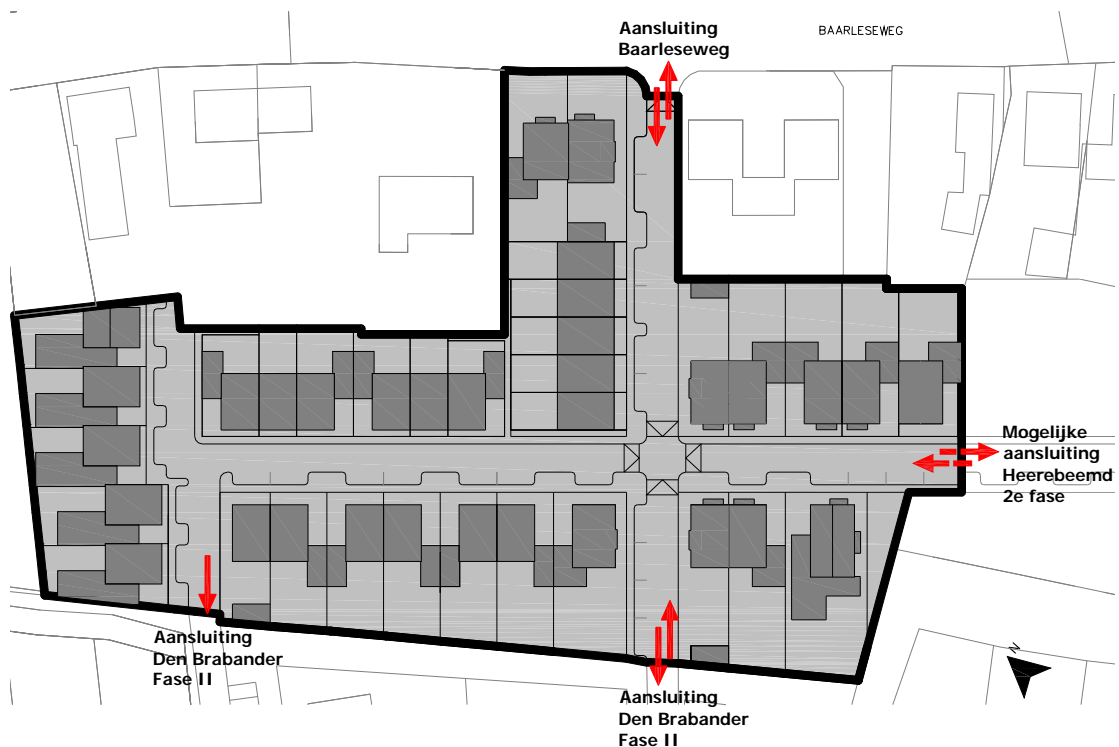 Aansluiting
Baarleseweg
BAARLESEWEG
Mogelijke
aansluiting
Heerebeemd
2e fase
Aansluiting
Den Brabander
Fase II
Aansluiting
Den Brabander
Fase II
N